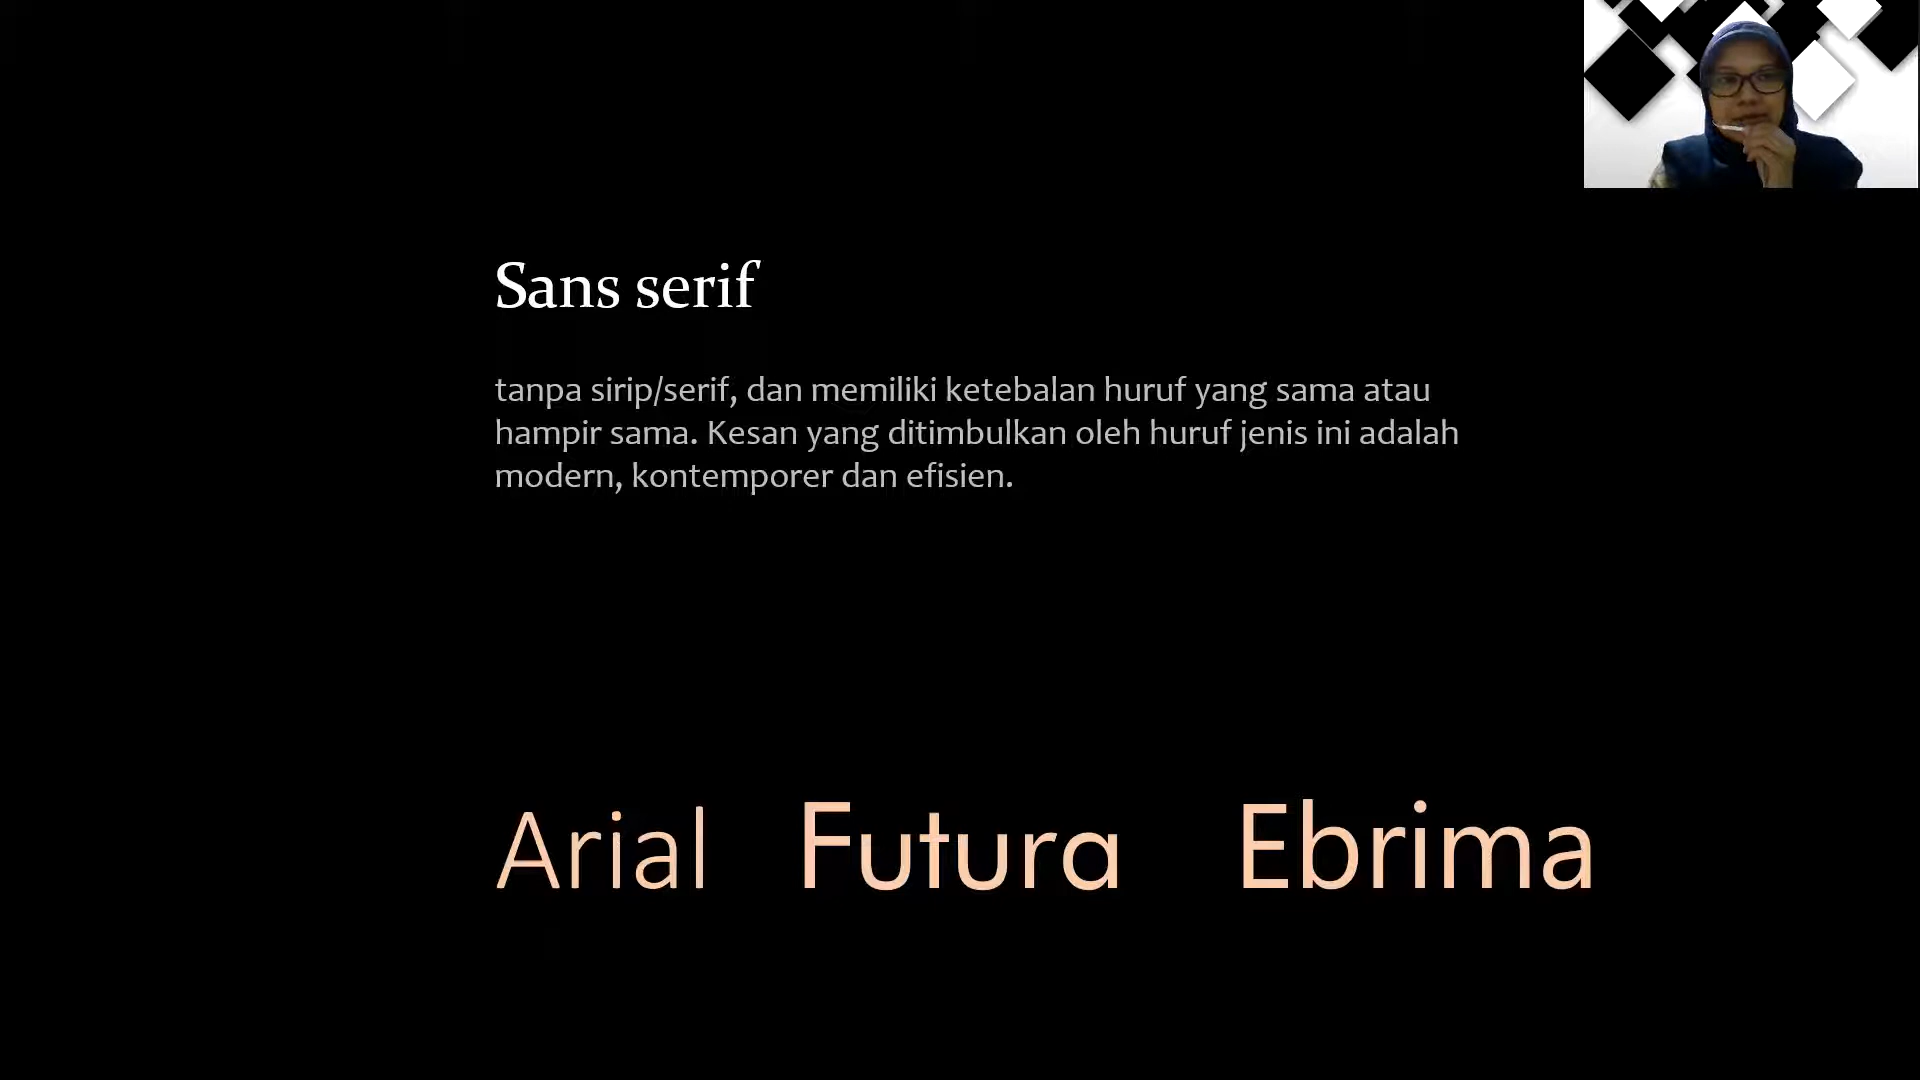 Sans serif
tanpa sirip/serif, dan memiliki ketebalan huruf yang sama atau
hampir sama. Kesan yang ditimbulkan oleh huruf jenis ini adalah
modern, kontemporer dan efisien.
Arial Futura Ebrima